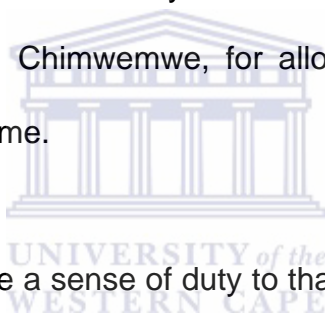 Chimwemwe, for allo
me.
UNIVERSITY of the
e a sense of duty to tha
WESTERN CAPE